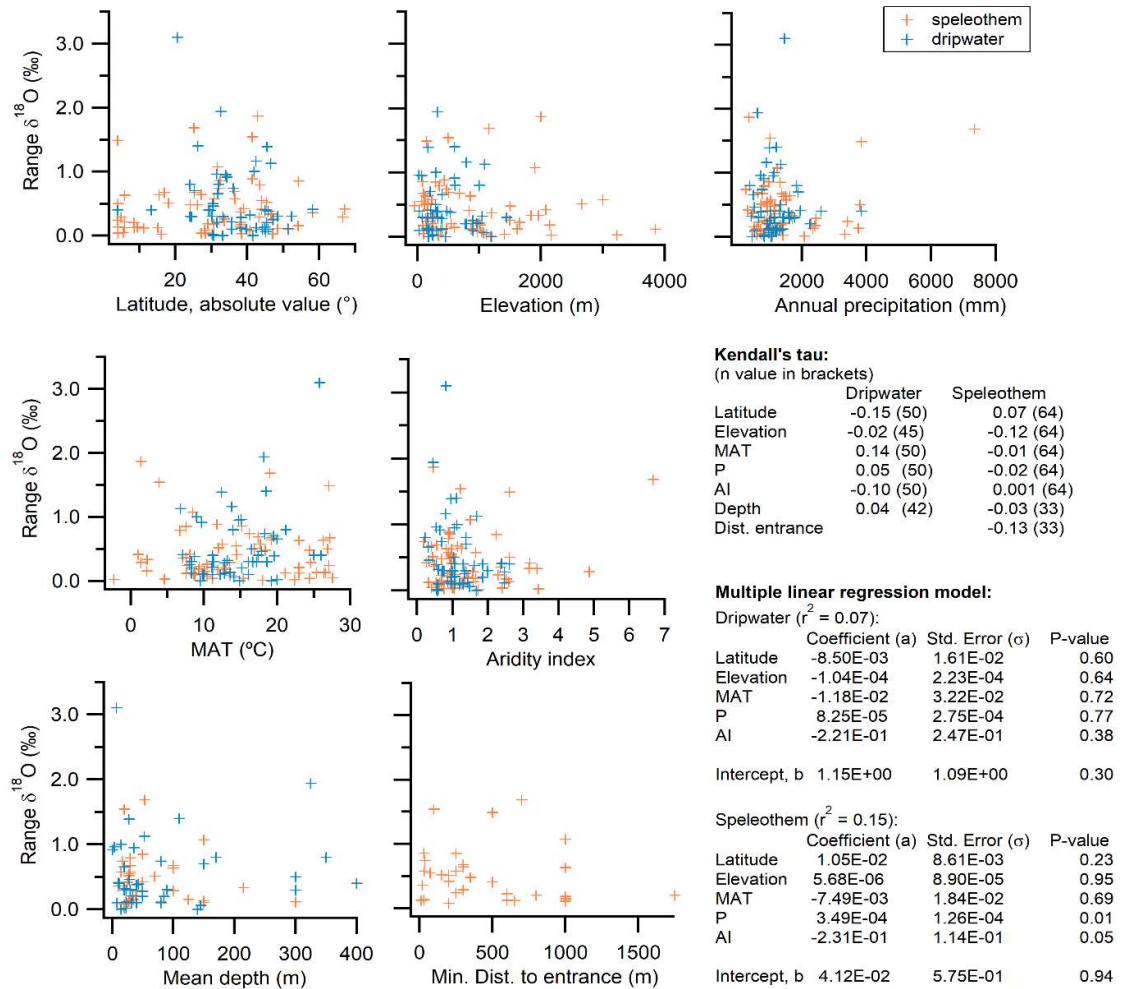 speleothem
dripwater
Range δ18O (‰)
3.0
2.0
1.0
0.0
20 40 60
Latitude, absolute value (°)
0 2000 4000
Elevation (m)
0 2000 4000 6000 8000
Annual precipitation (mm)
Range δ18O (‰)
3.0
2.0
1.0
0.0
0 10 20 30
MAT (ºC)
0 1 2 3 4 5 6 7
Aridity index
Kendall's tau:
(n value in brackets)
Dripwater Speleothem
Latitude -0.15 (50) 0.07 (64)
Elevation -0.02 (45) -0.12 (64)
MAT 0.14 (50) -0.01 (64)
P 0.05 (50) -0.02 (64)
AI -0.10 (50) 0.001 (64)
Depth 0.04 (42) -0.03 (33)
Dist. entrance -0.13 (33)
Range δ18O (‰)
3.0
2.0
1.0
0.0
0 100 200 300 400
Mean depth (m)
0 500 1000 1500
Min. Dist. to entrance (m)
Multiple linear regression model:
Dripwater (r2 = 0.07):
Coefficient (a) Std. Error (σ) P-value
Latitude -8.50E-03 1.61E-02 0.60
Elevation -1.04E-04 2.23E-04 0.64
MAT -1.18E-02 3.22E-02 0.72
P 8.25E-05 2.75E-04 0.77
AI -2.21E-01 2.47E-01 0.38
Intercept, b 1.15E+00 1.09E+00 0.30
Speleothem (r2 = 0.15):
Coefficient (a) Std. Error (σ) P-value
Latitude 1.05E-02 8.61E-03 0.23
Elevation 5.68E-06 8.90E-05 0.95
MAT -7.49E-03 1.84E-02 0.69
P 3.49E-04 1.26E-04 0.01
AI -2.31E-01 1.14E-01 0.05
Intercept, b 4.12E-02 5.75E-01 0.94